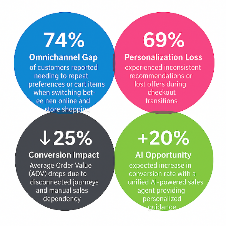 74%
Omnichannel Gap
of customers reported
needing to repeat
preferences or cart items
when switching bet-
en online and
store shopping
69%
Personalization Loss
experienced inconsistent
recommendations or
lost offers during
checkout
transitions
↓25%
Conversion Impact
Average Order Value
(AOV) drops due to
disconnected journeys
and manual sales
dependency
+20%
AI Opportunity
expected increase in
conversion rate with a
unified AI-powered sales
agent providing
personalized
guidance